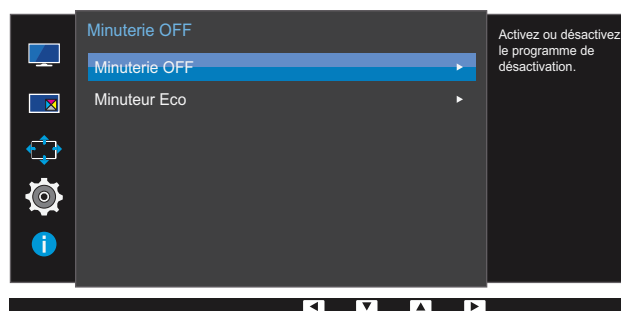 Minuterie OFF
Minuterie OFF
Minuteur Eco
Activez ou désactivez
le programme de
désactivation.